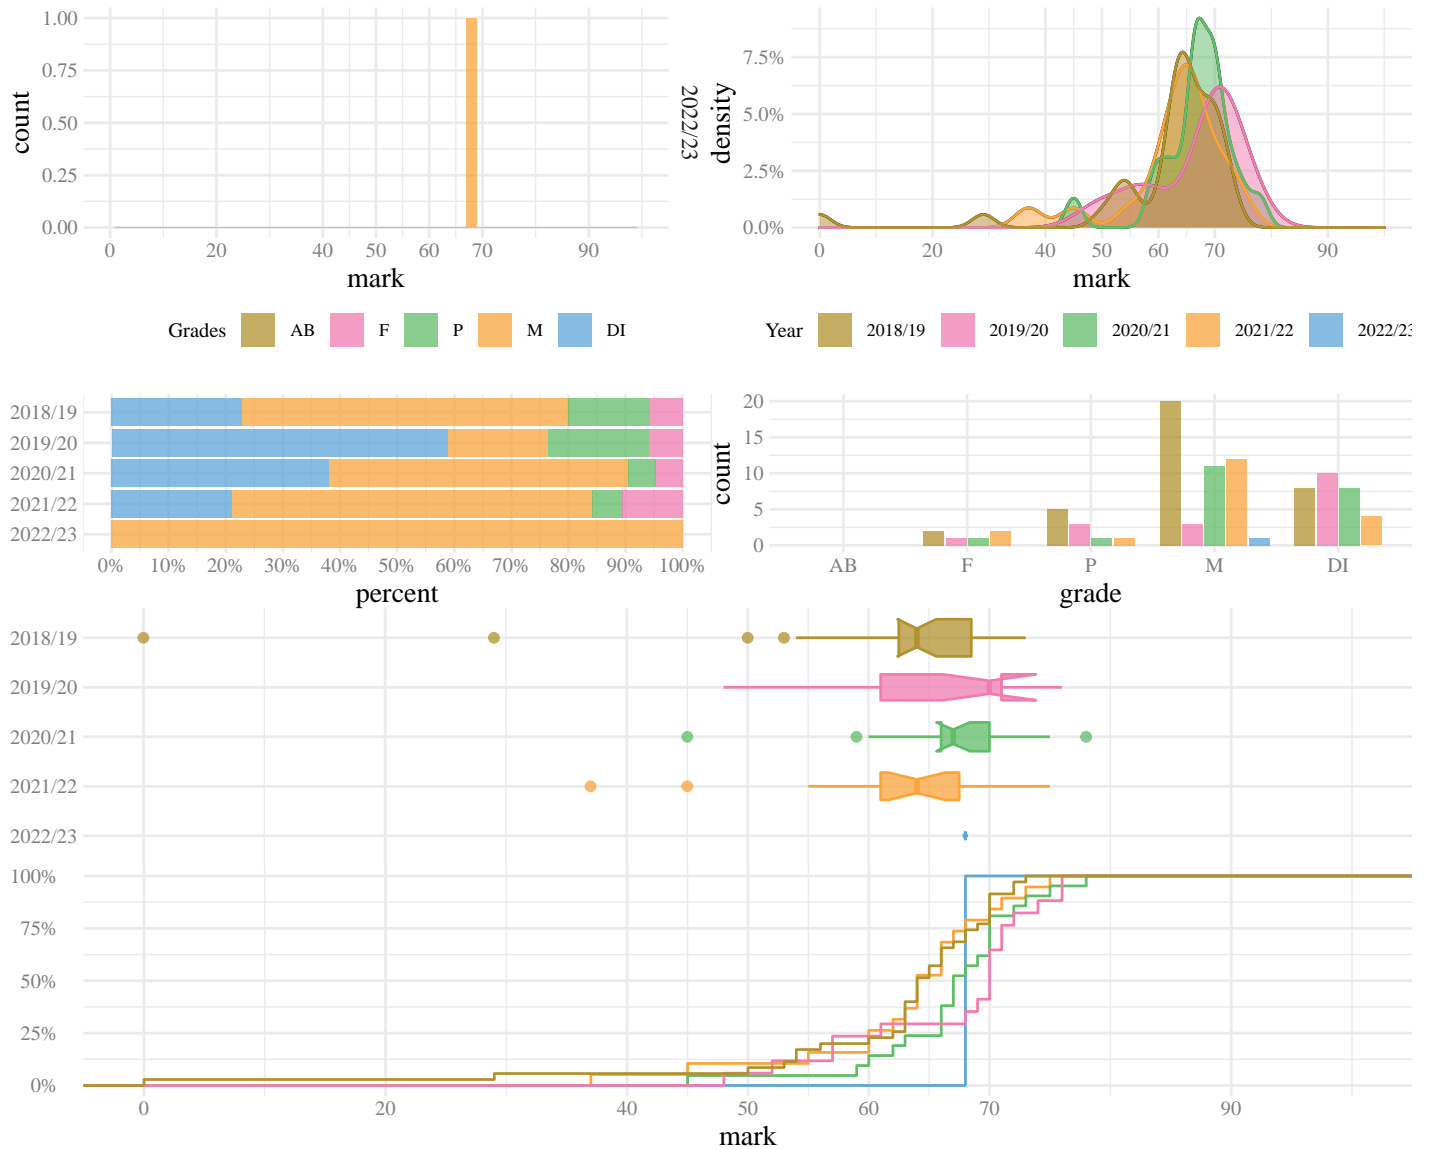 1.00
0.75
0.50
0.25
0.00
count
0 20 40 50 60 70 90
mark
2022/23
7.5%
5.0%
2.5%
0.0%
density
0 20 40 50 60 70 90
mark
Grades AB F P M DI
Year 2018/19 2019/20 2020/21 2021/22 2022/23
2018/19
2019/20
2020/21
2021/22
2022/23
0% 10% 20% 30% 40% 50% 60% 70% 80% 90% 100%
percent
20
15
10
5
0
count
AB F P M DI
grade
2018/19
2019/20
2020/21
2021/22
2022/23
100%
75%
50%
25%
0%
0 20 40 50 60 70 90
mark